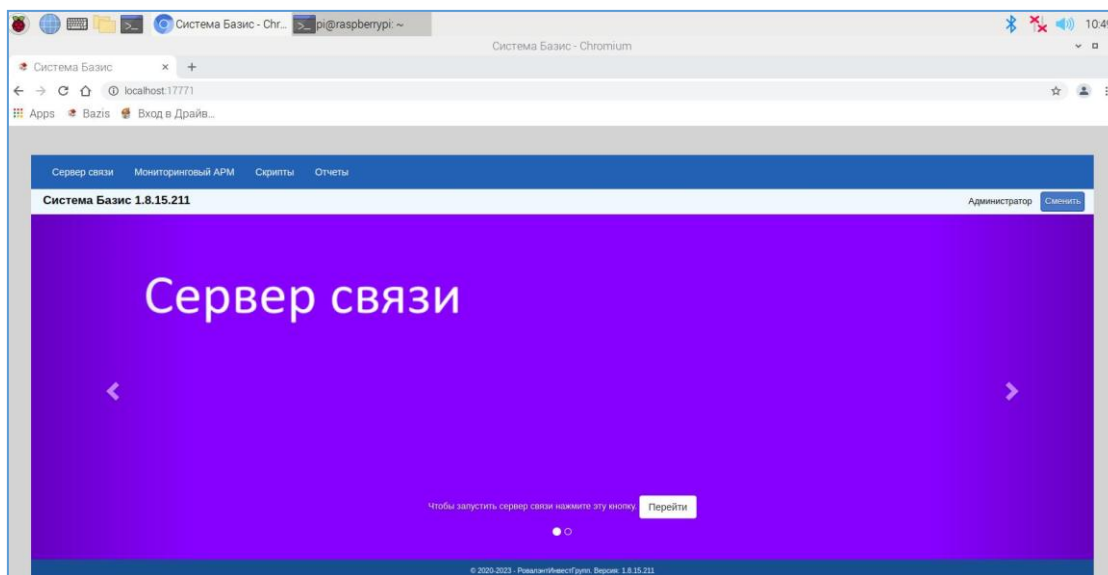 Система Базис - Chr... pi@raspberrypi: ~ 10:49
Система Базис - Chromium
Система Базис
localhost:17771
Apps Bazis Вход в Драйв...
Сервер связи Мониторинговый АРМ Скрипты Отчеты
Система Базис 1.8.15.211 Администратор Сменить
Сервер связи
Чтобы запустить сервер связи нажмите эту кнопку. Перейти
© 2020-2023 - РовалэнтИнвестГрупп. Версия: 1.8.15.211